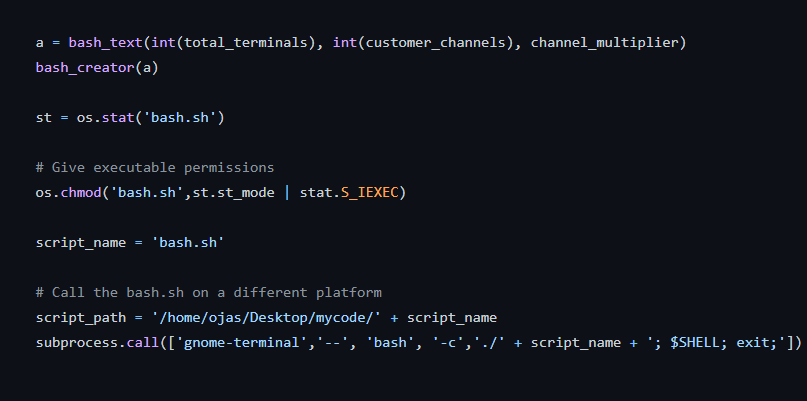 a = bash_text(int(total_terminals), int(customer_channels), channel_multiplier)
bash_creator(a)
st = os.stat('bash.sh')
# Give executable permissions
os.chmod('bash.sh',st.st_mode | stat.S_IEXEC)
script_name = 'bash.sh'
# Call the bash.sh on a different platform
script_path = '/home/ojas/Desktop/mycode/' + script_name
subprocess.call(['gnome-terminal','--', 'bash', '-c','./' + script_name + '; $SHELL; exit;'])